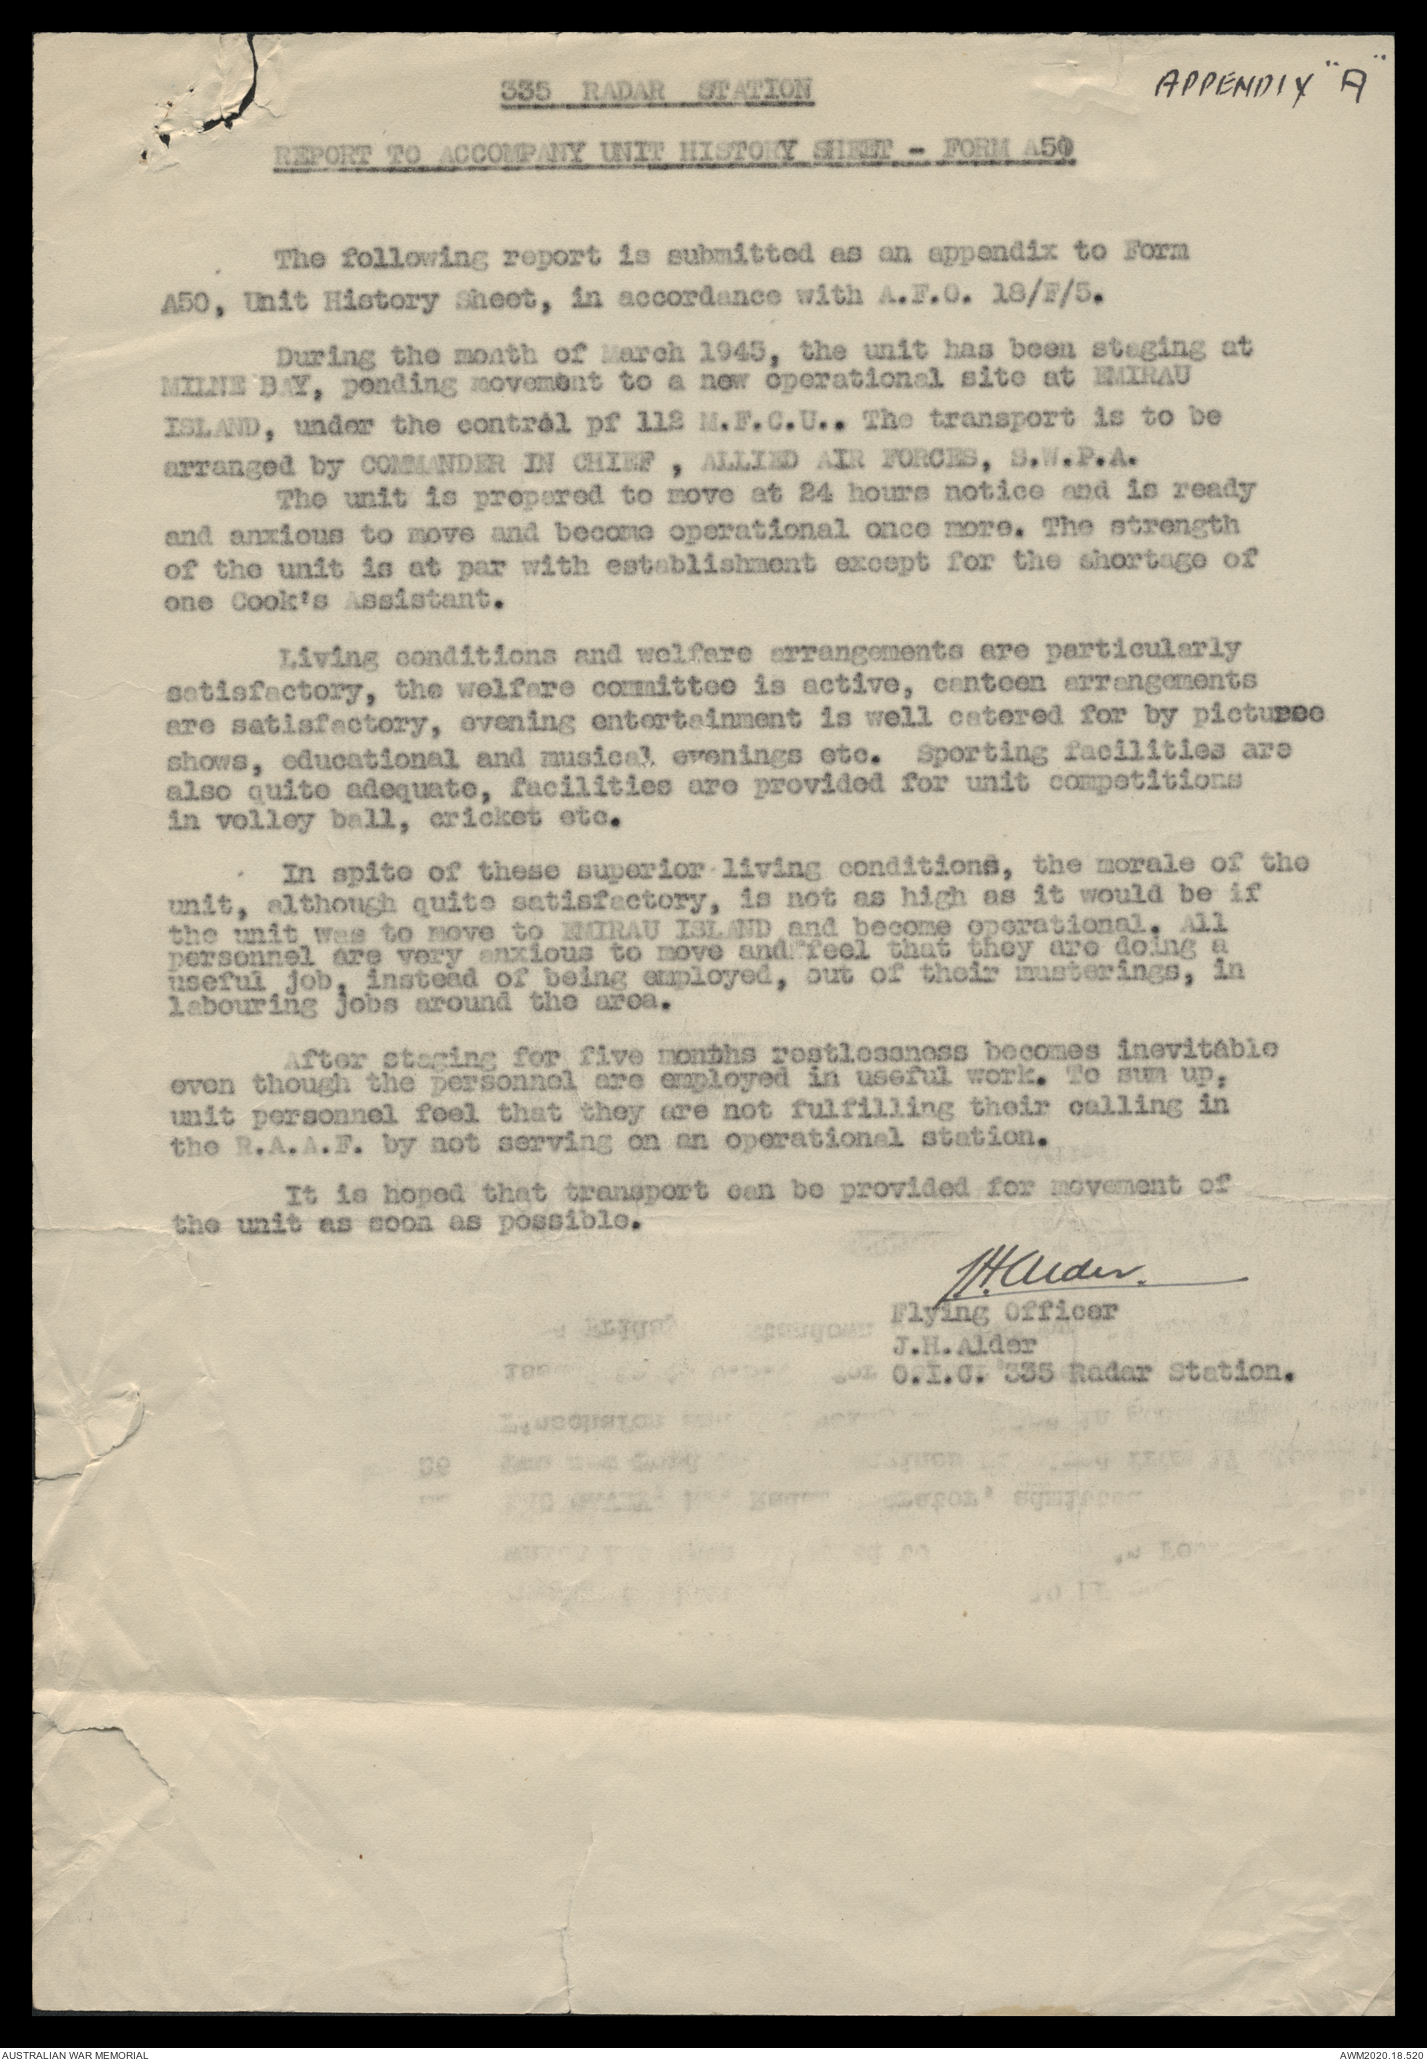 APPENDIX "A"
335 RADAR STATION
REPORT TO ACCOMPANY UNIT HISTORY SHEET - FORM A50
The following report is submitted as an appendix to Form
A50, Unit History Sheet, in accordance with A.F.O. 18/F/5.
During the month of March 1945, the unit has been staging at
MILNE BAY, pending movement to a new operational site at EMIRAU
ISLAND, under the control pf 112 M.F.C.U.. The transport is to be
arranged by COMMANDER IN CHIEF , ALLIED AIR FORCES, S.W.P.A.
The unit is prepared to move at 24 hours notice and is ready
and anxious to move and become operational once more. The strength
of the unit is at par with establishment except for the shortage of
one Cook's Assistant.
Living conditions and welfare arrangements are particularly
satisfactory, the welfare committee is active, canteen arrangements
are satisfactory, evening entertainment is well catered for by picturee
shows, educational and musical evenings etc. Sporting facilities are
also quite adequate, facilities are provided for unit competitions
in volley ball, cricket etc.
In spite of these superior living conditions, the morale of the
unit, although quite satisfactory, is not as high as it would be if
the unit was to move to EMIRAU ISLAND and become operational. All
personnel are very anxious to move and feel that they are doing a
useful job, instead of being employed, out of their musterings, in
labouring jobs around the area.
After staging for five months restlessness becomes inevitable
even though the personnel are employed in useful work. To sum up,
unit personnel feel that they are not fulfilling their calling in
the R.A.A.F. by not serving on an operational station.
It is hoped that transport can be provided for movement of
the unit as soon as possible.
J.H. Alder.
Flying Officer
J.H.Alder
O.I.C. 335 Radar Station.
AUSTRALIAN WAR MEMORIAL
AWM2020.18.520